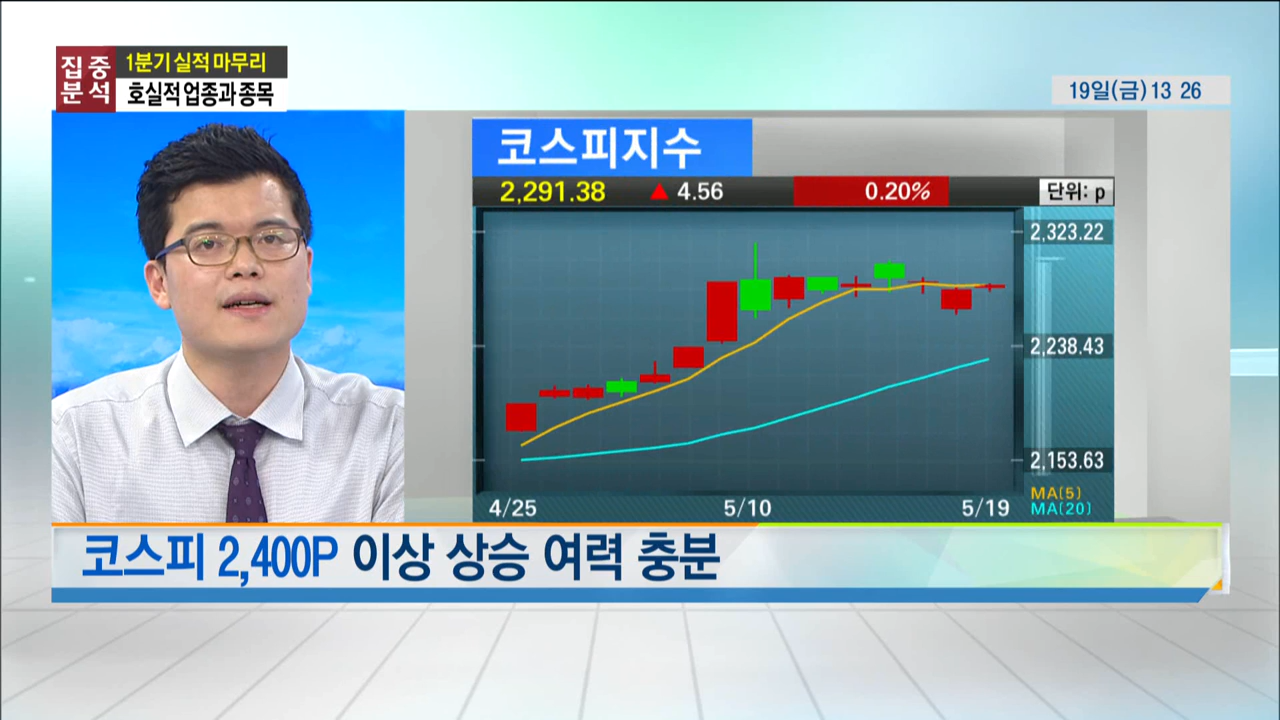 집중
분석
1분기 실적 마무리
호실적 업종과 종목
19일(금) 13 26
코스피지수
2,291.38 ▲ 4.56 0.20% 단위: p
2,323.22
2,238.43
2,153.63
MA(5)
MA(20)
4/25 5/10 5/19
코스피 2,400P 이상 상승 여력 충분